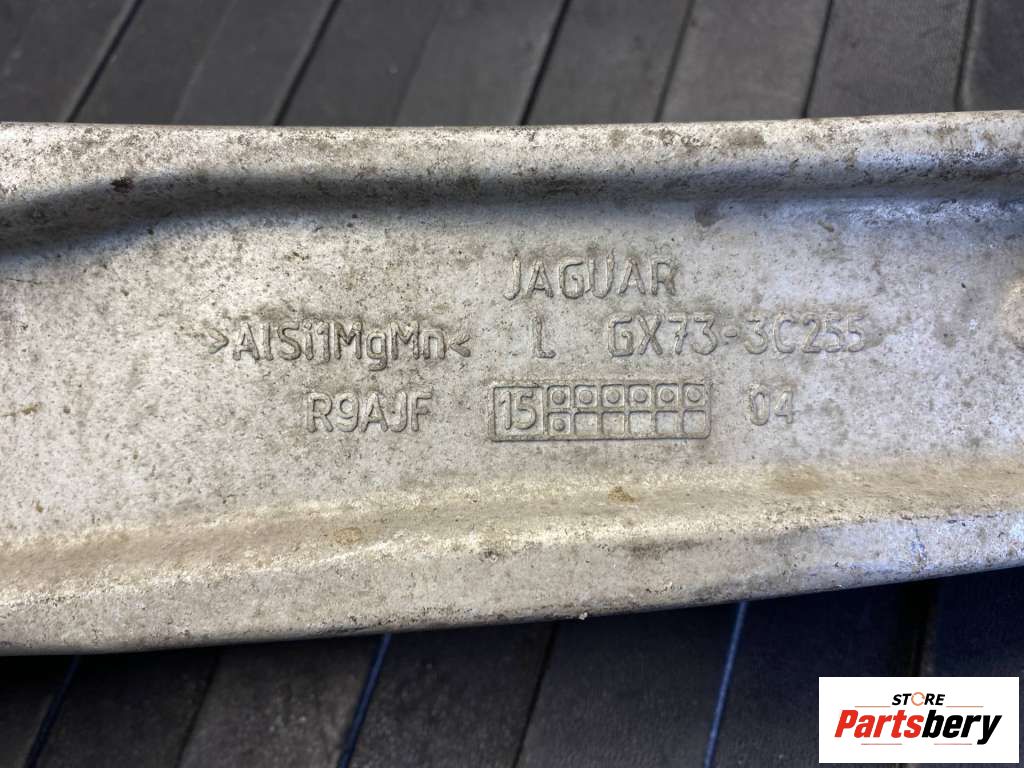 JAGUAR
>AlSi1MgMn< L GX73-3C255
R9AJF 15 04
STORE
Partsbery